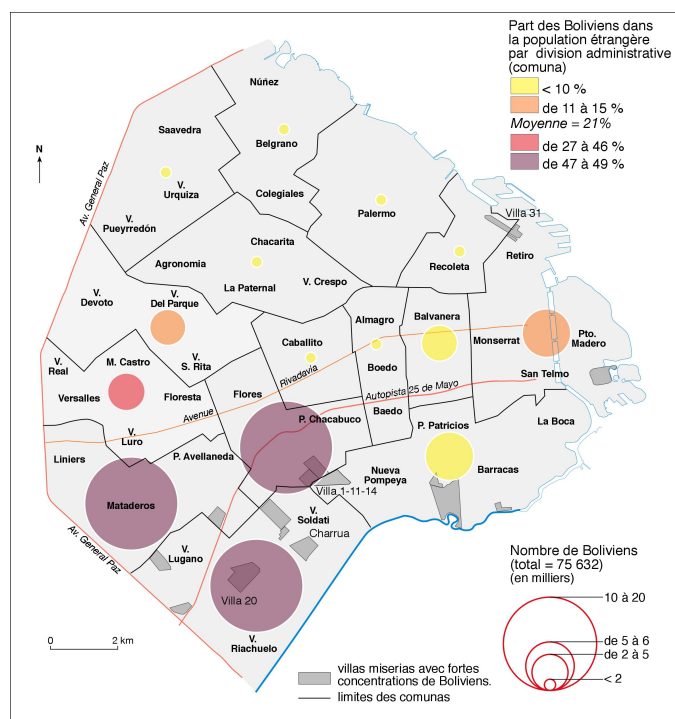 Part des Boliviens dans
la population étrangère
par division administrative
(comuna)
< 10 %
de 11 à 15 %
Moyenne = 21%
de 27 à 46 %
de 47 à 49 %
N
Av. General Paz
Núñez
Saavedra
Belgrano
V.
Urquiza
Colegiales
Palermo
V.
Pueyrredón
Villa 31
Chacarita
Agronomia
Recoleta
Retiro
La Paternal
V. Crespo
V.
Devoto
V.
Del Parque
Almagro
Balvanera
Monserrat
Pto.
Madero
Caballito
V.
Real
M. Castro
V.
S. Rita
Rivadavia
Boedo
San Telmo
Versalles
Floresta
Flores
Autopista 25 de Mayo
Avenue
Baedo
La Boca
P. Chacabuco
P. Patricios
V.
Luro
Liniers
P. Avellaneda
Nueva
Pompeya
Barracas
Villa 1-11-14
Mataderos
V.
Soldati
Charrua
Av. General Paz
V.
Lugano
Villa 20
V.
Riachuelo
0
2 km
villas miserias avec fortes
concentrations de Boliviens.
limites des comunas
Nombre de Boliviens
(total = 75 632)
(en milliers)
10 à 20
de 5 à 6
de 2 à 5
< 2